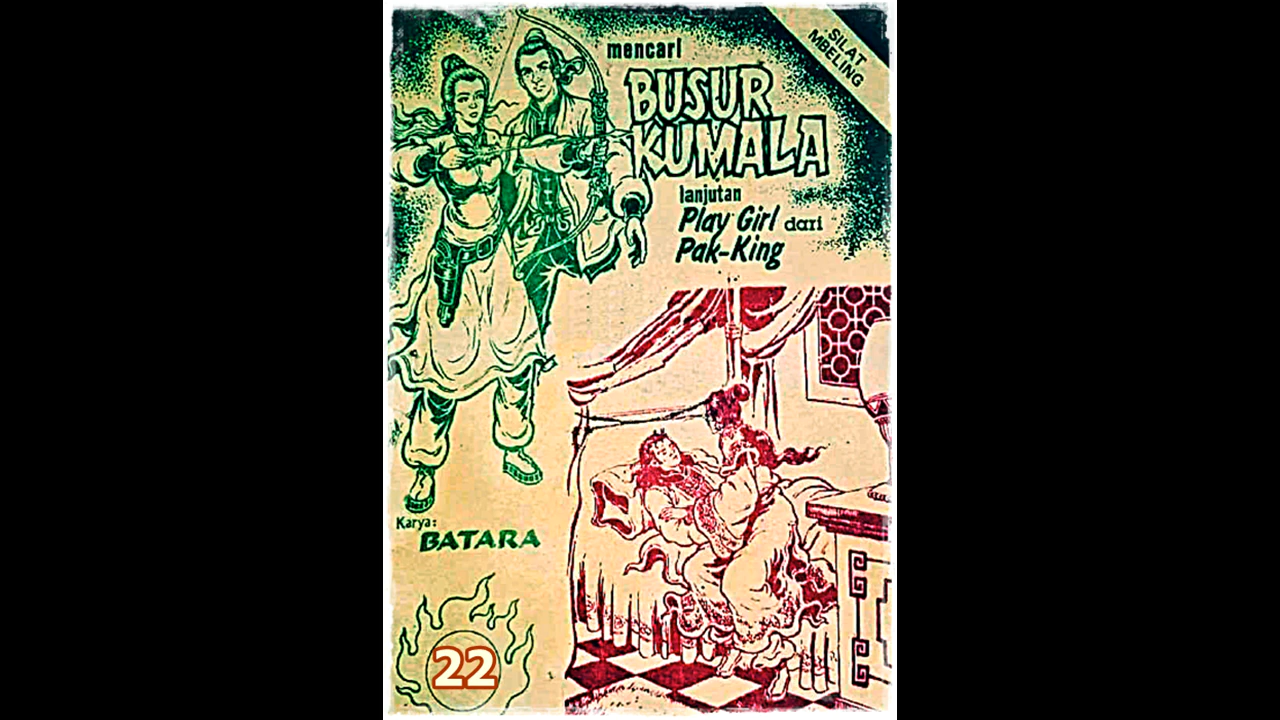 SILAT
MBELING
mencari
BUSUR
KUMALA
lanjutan
Play Girl dari
Pak-King
Karya:
BATARA
22